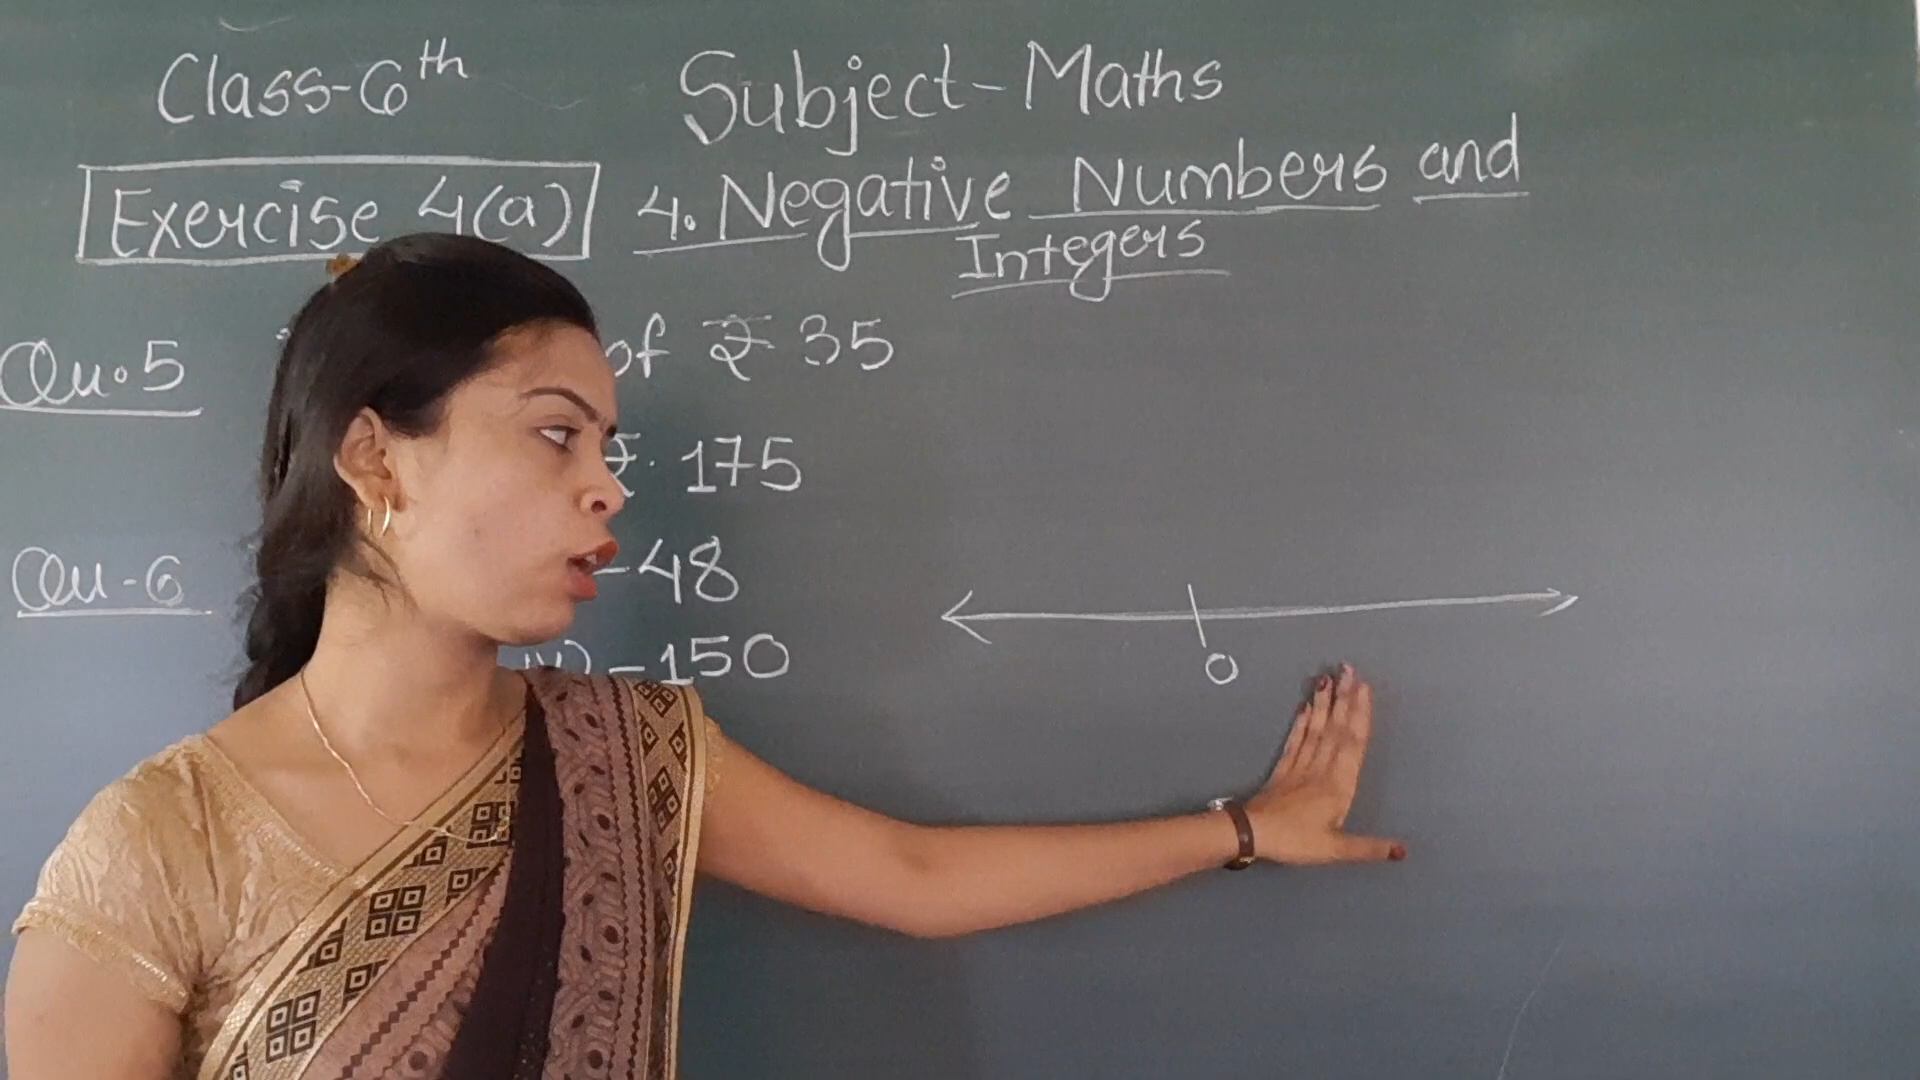 Class-6th Subject-Maths
Exercise 4(a) 4. Negative Numbers and
Integers
Qu.5 of ₹ 35
₹. 175
Qu-6 -48
-150
0